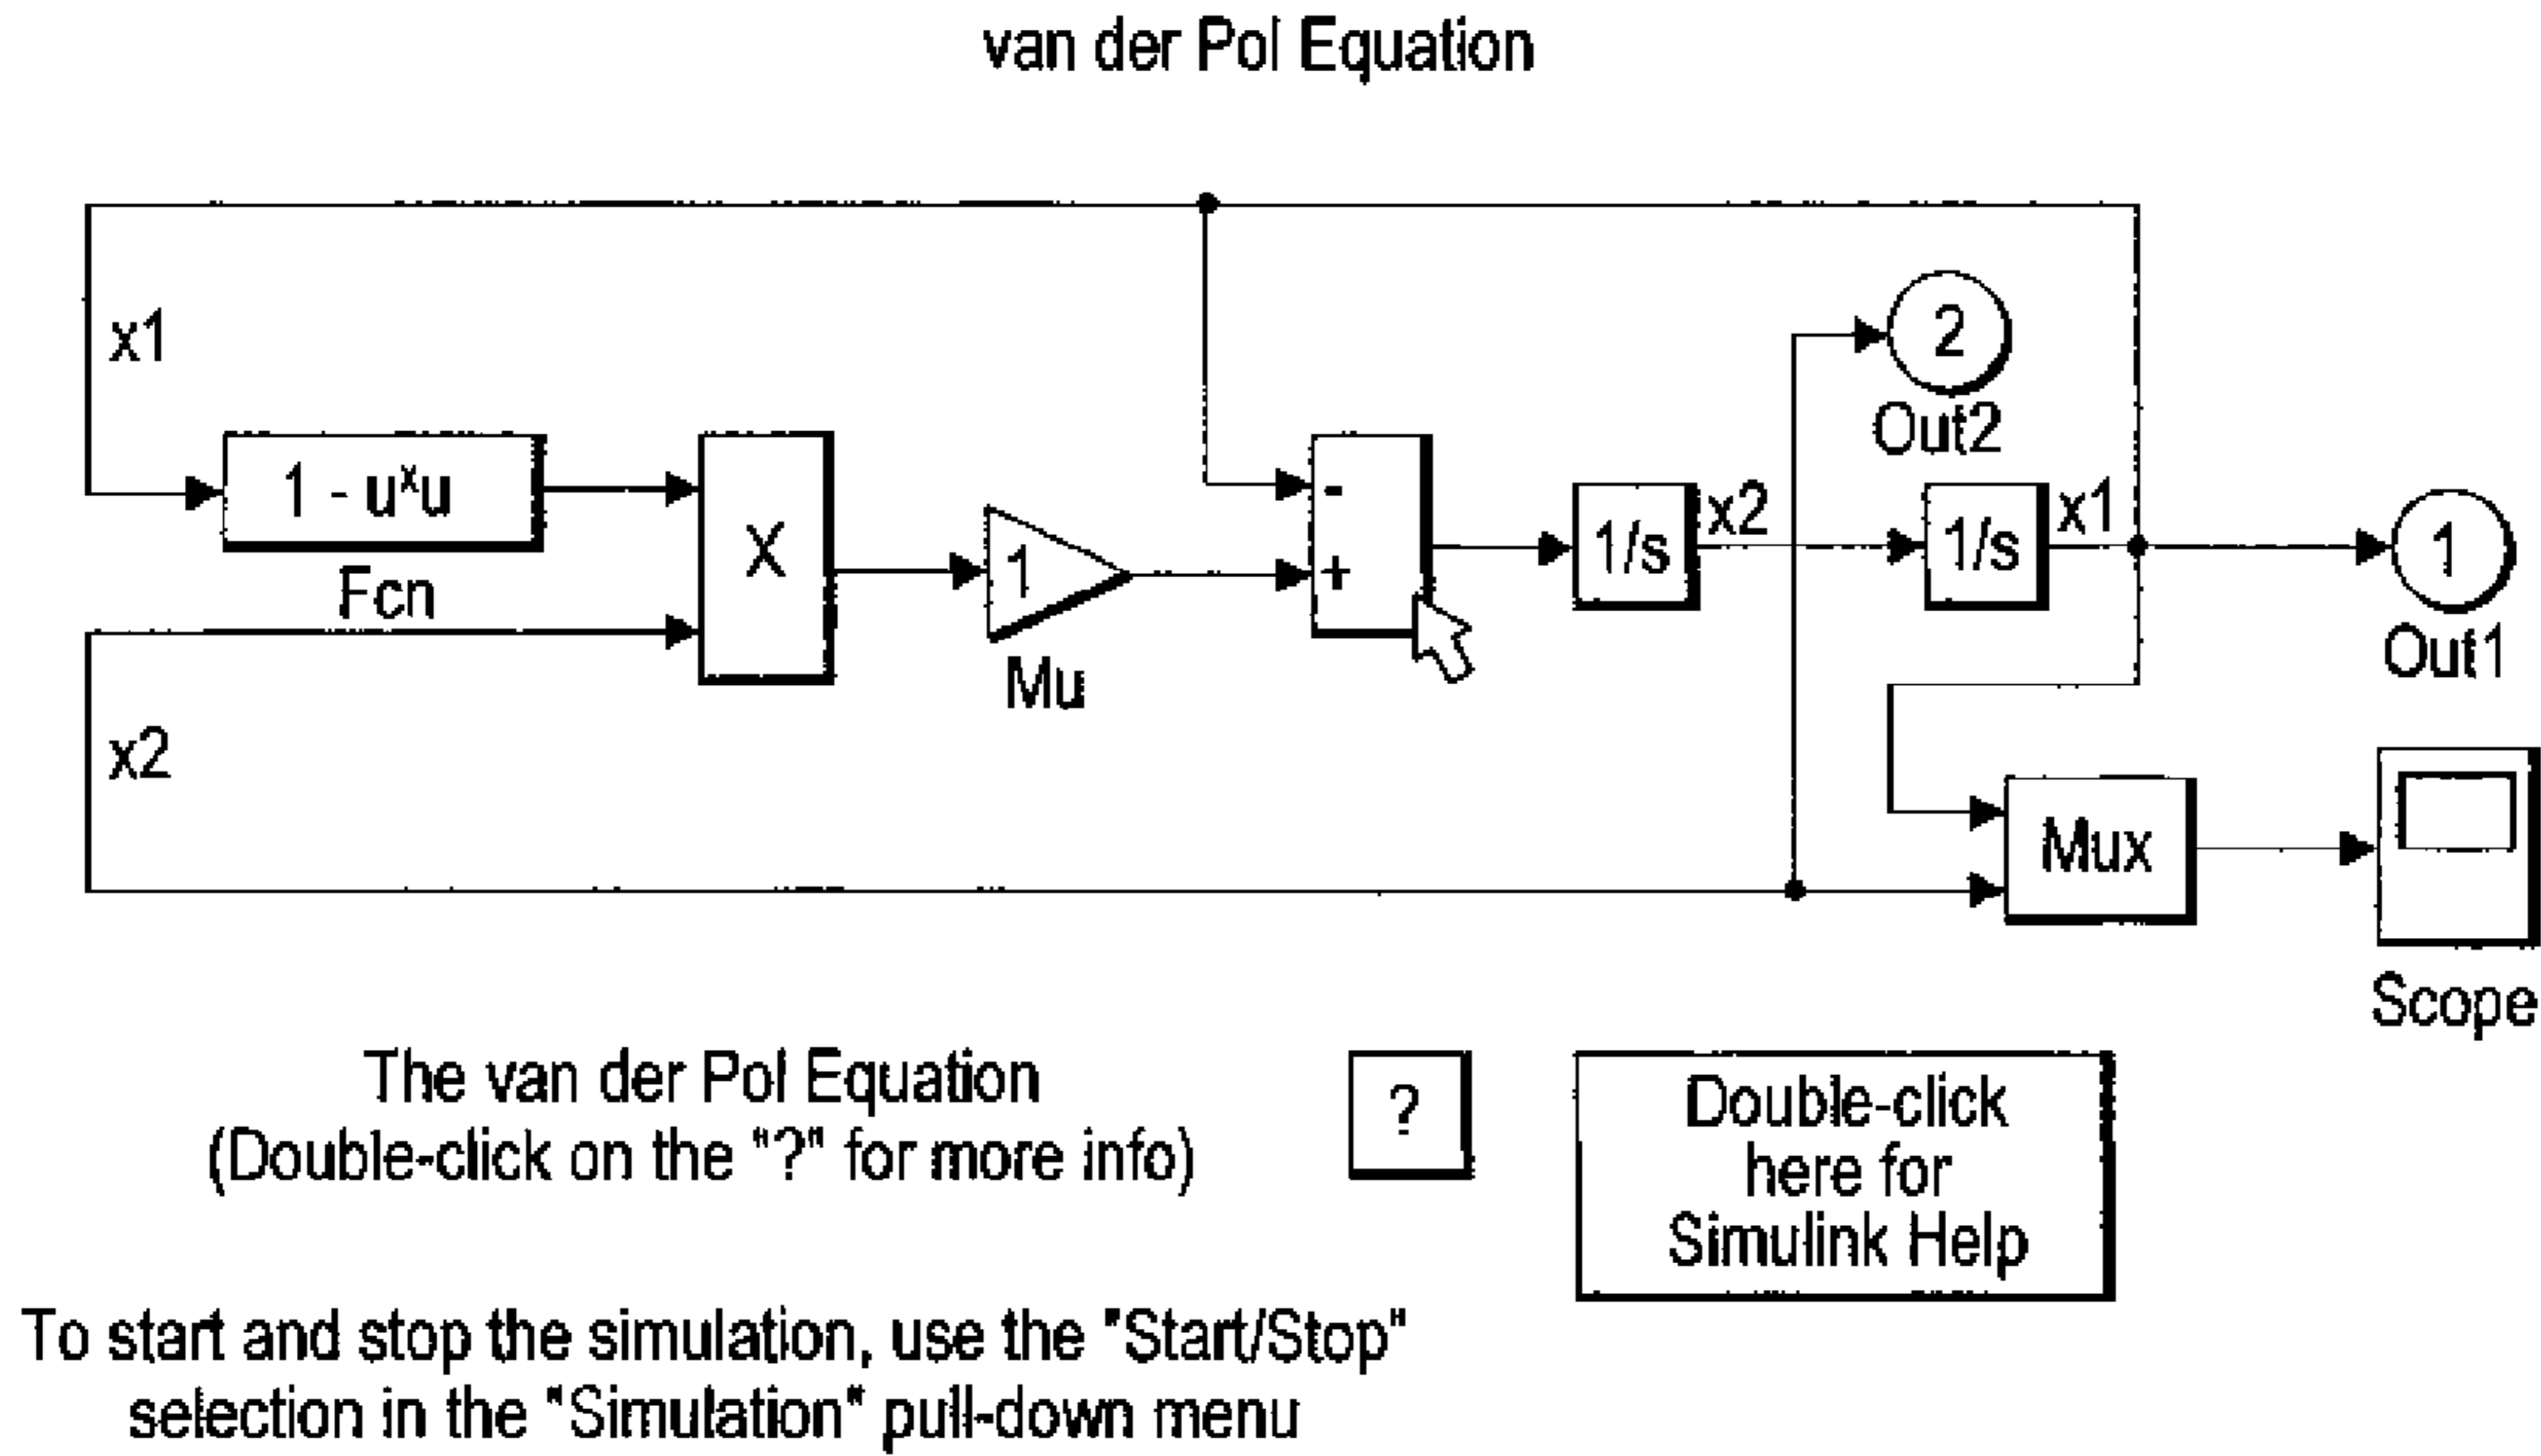 van der Pol Equation
x1
2
Out2
1 - uˣu
Fcn
X
1
Mu
-
+
1/s
x2
1/s
x1
1
Out1
x2
Mux
Scope
The van der Pol Equation
(Double-click on the "?" for more info)
?
Double-click
here for
Simulink Help
To start and stop the simulation, use the "Start/Stop"
selection in the "Simulation" pull-down menu